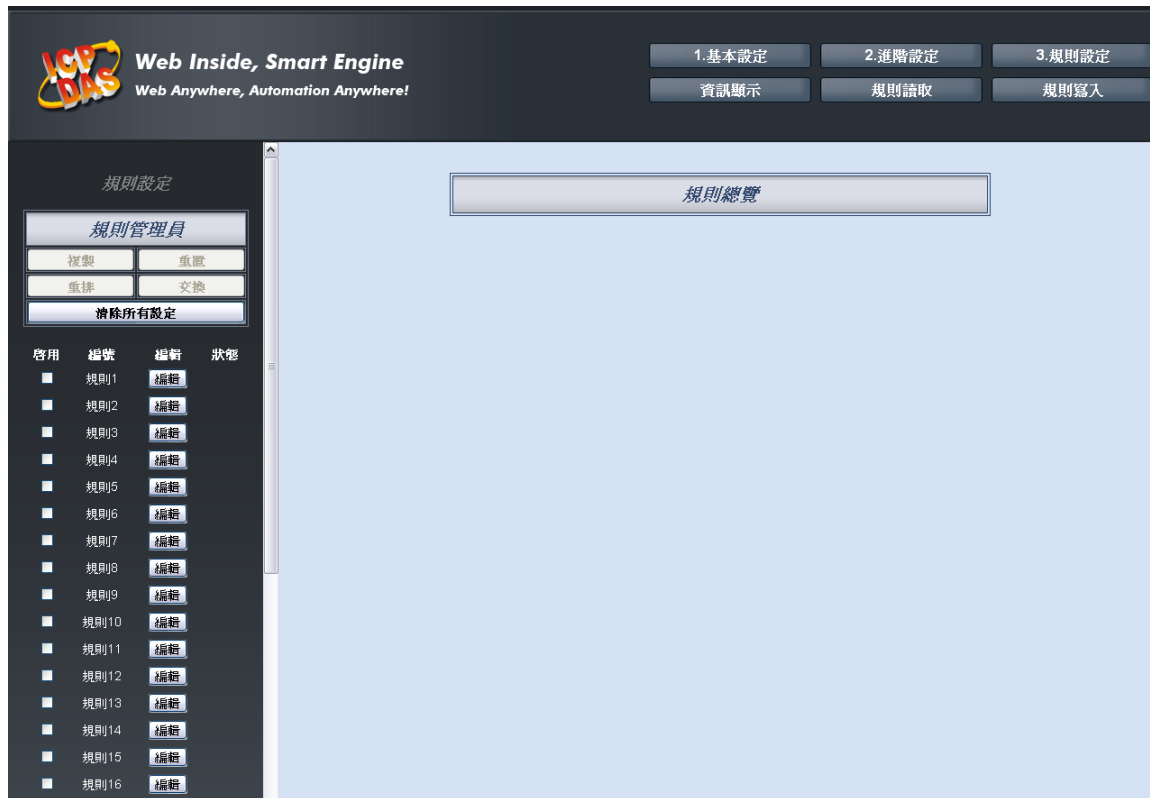 ICP DAS
Web Inside, Smart Engine
Web Anywhere, Automation Anywhere!
1.基本設定 2.進階設定 3.規則設定
資訊顯示 規則讀取 規則寫入
規則設定
規則管理員
複製 重置
重排 交換
清除所有設定
啓用 編號 編輯 狀態
規則1 編輯
規則2 編輯
規則3 編輯
規則4 編輯
規則5 編輯
規則6 編輯
規則7 編輯
規則8 編輯
規則9 編輯
規則10 編輯
規則11 編輯
規則12 編輯
規則13 編輯
規則14 編輯
規則15 編輯
規則16 編輯
規則總覽